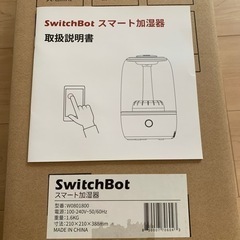 SwitchBot スマート加湿器
取扱説明書
SwitchBot
スマート加湿器
型番:W0801800
電源:100-240V~50/60Hz
重量:1.6KG
寸法:210×210×388mm
MADE IN CHINA